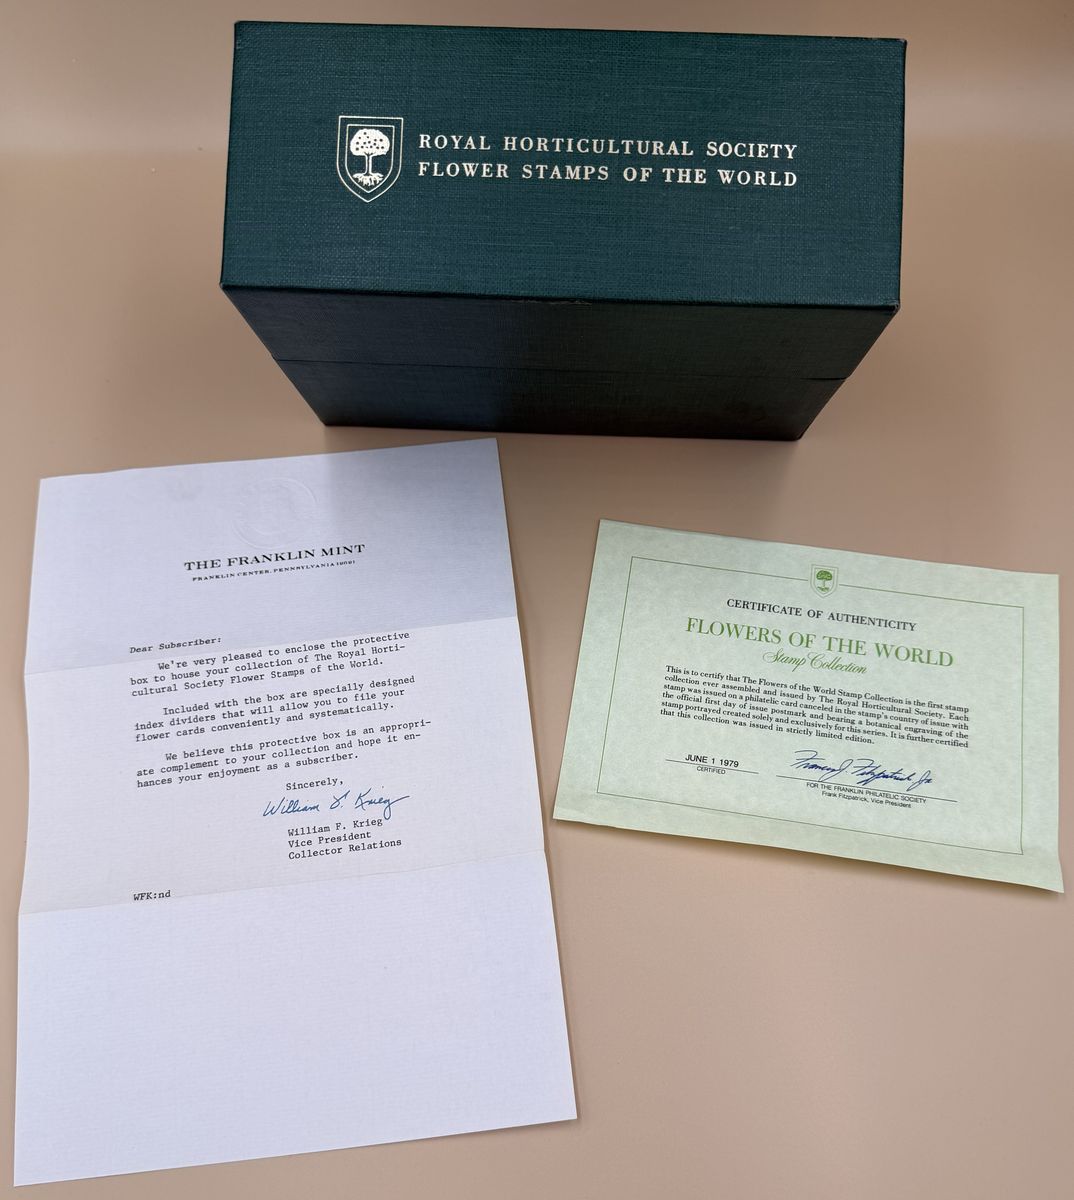 ROYAL HORTICULTURAL SOCIETY
FLOWER STAMPS OF THE WORLD
THE FRANKLIN MINT
FRANKLIN CENTER, PENNSYLVANIA 19091
Dear Subscriber:
We're very pleased to enclose the protective
box to house your collection of The Royal Horti-
cultural Society Flower Stamps of the World.
Included with the box are specially designed
index dividers that will allow you to file your
flower cards conveniently and systematically.
We believe this protective box is an appropri-
ate complement to your collection and hope it en-
hances your enjoyment as a subscriber.
Sincerely,
William F. Krieg
William F. Krieg
Vice President
Collector Relations
WFK:nd
CERTIFICATE OF AUTHENTICITY
FLOWERS OF THE WORLD
Stamp Collection
This is to certify that The Flowers of the World Stamp Collection is the first stamp
collection ever assembled and issued by The Royal Horticultural Society. Each
stamp was issued on a philatelic card canceled in the stamp's country of issue with
the official first day of issue postmark and bearing a botanical engraving of the
stamp portrayed created solely and exclusively for this series. It is further certified
that this collection was issued in strictly limited edition.
JUNE 1 1979
CERTIFIED
Francis J. Fitzpatrick Jr
FOR THE FRANKLIN PHILATELIC SOCIETY
Frank Fitzpatrick, Vice President